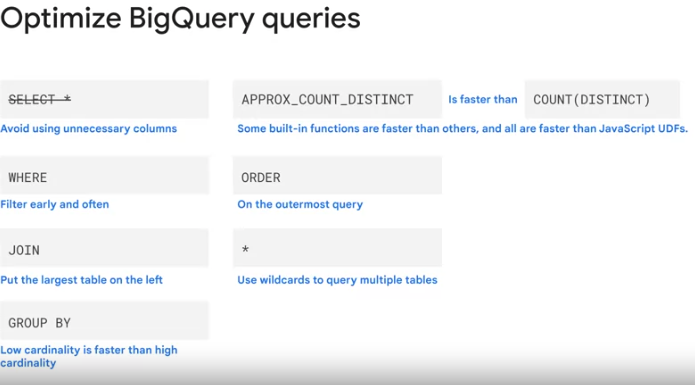 Optimize BigQuery queries
SELECT *
APPROX_COUNT_DISTINCT
Is faster than
COUNT(DISTINCT)
Avoid using unnecessary columns
Some built-in functions are faster than others, and all are faster than JavaScript UDFs.
WHERE
ORDER
Filter early and often
On the outermost query
JOIN
*
Put the largest table on the left
Use wildcards to query multiple tables
GROUP BY
Low cardinality is faster than high
cardinality